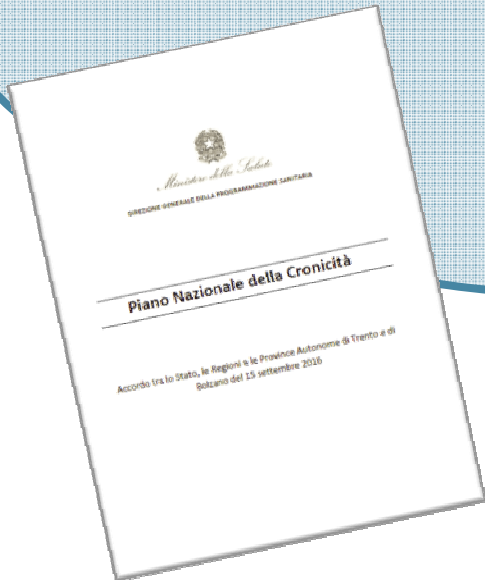 Ministero della Salute
DIREZIONE GENERALE DELLA PROGRAMMAZIONE SANITARIA
Piano Nazionale della Cronicità
Accordo tra lo Stato, le Regioni e le Province Autonome di Trento e di
Bolzano del 15 settembre 2016